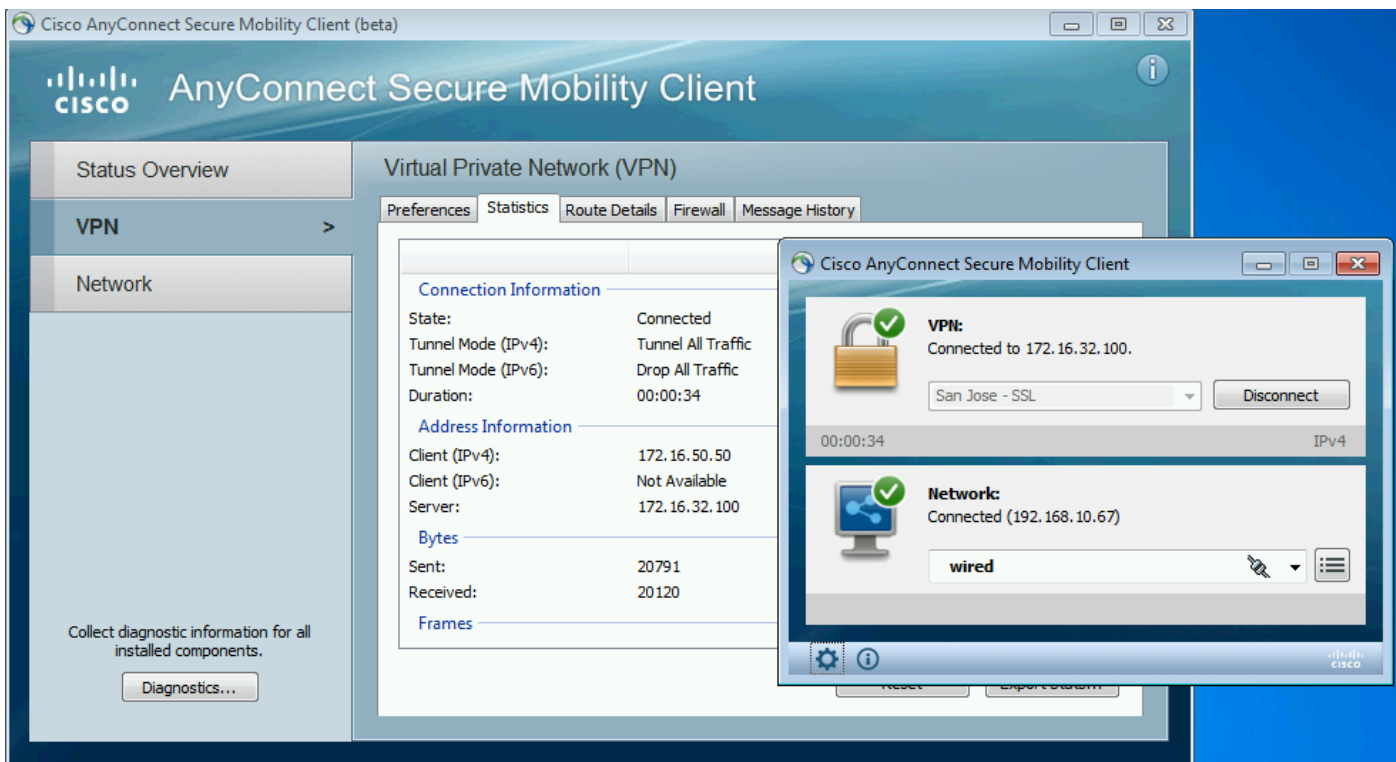 Cisco AnyConnect Secure Mobility Client (beta)
CISCO AnyConnect Secure Mobility Client
Status Overview
VPN >
Network
Collect diagnostic information for all
installed components.
Diagnostics...
Virtual Private Network (VPN)
Preferences Statistics Route Details Firewall Message History
Connection Information
State: Connected
Tunnel Mode (IPv4): Tunnel All Traffic
Tunnel Mode (IPv6): Drop All Traffic
Duration: 00:00:34
Address Information
Client (IPv4): 172.16.50.50
Client (IPv6): Not Available
Server: 172.16.32.100
Bytes
Sent: 20791
Received: 20120
Frames
Reset Export
Cisco AnyConnect Secure Mobility Client
VPN:
Connected to 172.16.32.100.
San Jose - SSL Disconnect
00:00:34 IPv4
Network:
Connected (192.168.10.67)
wired
CISCO